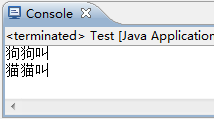 Console
<terminated> Test [Java Application
狗狗叫
猫猫叫